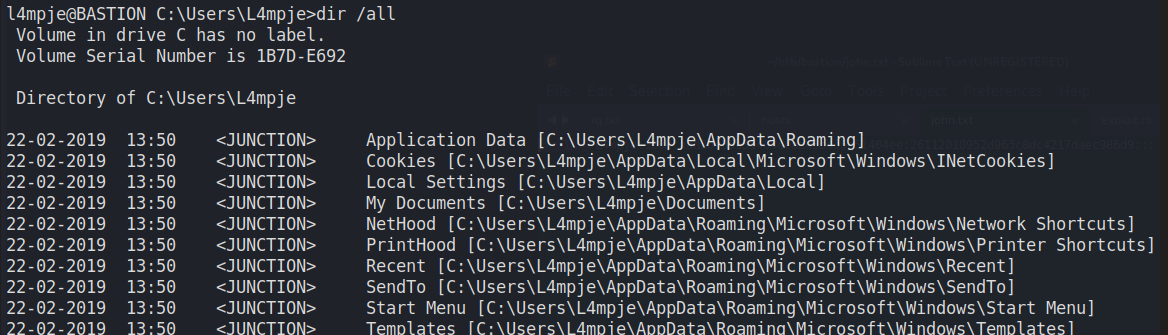 l4mpje@BASTION C:\Users\L4mpje>dir /all
Volume in drive C has no label.
Volume Serial Number is 1B7D-E692
Directory of C:\Users\L4mpje
22-02-2019  13:50    <JUNCTION>     Application Data [C:\Users\L4mpje\AppData\Roaming]
22-02-2019  13:50    <JUNCTION>     Cookies [C:\Users\L4mpje\AppData\Local\Microsoft\Windows\INetCookies]
22-02-2019  13:50    <JUNCTION>     Local Settings [C:\Users\L4mpje\AppData\Local]
22-02-2019  13:50    <JUNCTION>     My Documents [C:\Users\L4mpje\Documents]
22-02-2019  13:50    <JUNCTION>     NetHood [C:\Users\L4mpje\AppData\Roaming\Microsoft\Windows\Network Shortcuts]
22-02-2019  13:50    <JUNCTION>     PrintHood [C:\Users\L4mpje\AppData\Roaming\Microsoft\Windows\Printer Shortcuts]
22-02-2019  13:50    <JUNCTION>     Recent [C:\Users\L4mpje\AppData\Roaming\Microsoft\Windows\Recent]
22-02-2019  13:50    <JUNCTION>     SendTo [C:\Users\L4mpje\AppData\Roaming\Microsoft\Windows\SendTo]
22-02-2019  13:50    <JUNCTION>     Start Menu [C:\Users\L4mpje\AppData\Roaming\Microsoft\Windows\Start Menu]
22-02-2019  13:50    <JUNCTION>     Templates [C:\Users\L4mpje\AppData\Roaming\Microsoft\Windows\Templates]